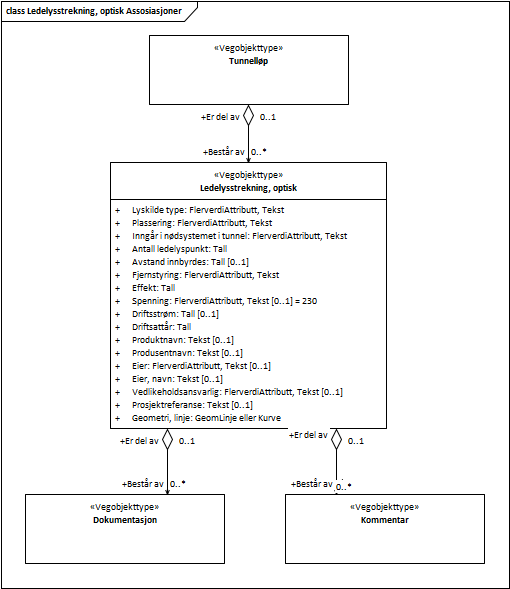 class Ledelysstrekning, optisk Assosiasjoner
«Vegobjekttype»
Tunnelløp
+Er del av 0..1
+Består av 0..*
«Vegobjekttype»
Ledelysstrekning, optisk
+ Lyskilde type: FlerverdiAttributt, Tekst
+ Plassering: FlerverdiAttributt, Tekst
+ Inngår i nødsystemet i tunnel: FlerverdiAttributt, Tekst
+ Antall ledelyspunkt: Tall
+ Avstand innbyrdes: Tall [0..1]
+ Fjernstyring: FlerverdiAttributt, Tekst
+ Effekt: Tall
+ Spenning: FlerverdiAttributt, Tekst [0..1] = 230
+ Driftsstrøm: Tall [0..1]
+ Driftsattår: Tall
+ Produktnavn: Tekst [0..1]
+ Produsentnavn: Tekst [0..1]
+ Eier: FlerverdiAttributt, Tekst [0..1]
+ Eier, navn: Tekst [0..1]
+ Vedlikeholdsansvarlig: FlerverdiAttributt, Tekst [0..1]
+ Prosjektreferanse: Tekst [0..1]
+ Geometri, linje: GeomLinje eller Kurve
+Er del av 0..1 +Er del av 0..1
+Består av 0..* +Består av 0..*
«Vegobjekttype»
Dokumentasjon
«Vegobjekttype»
Kommentar